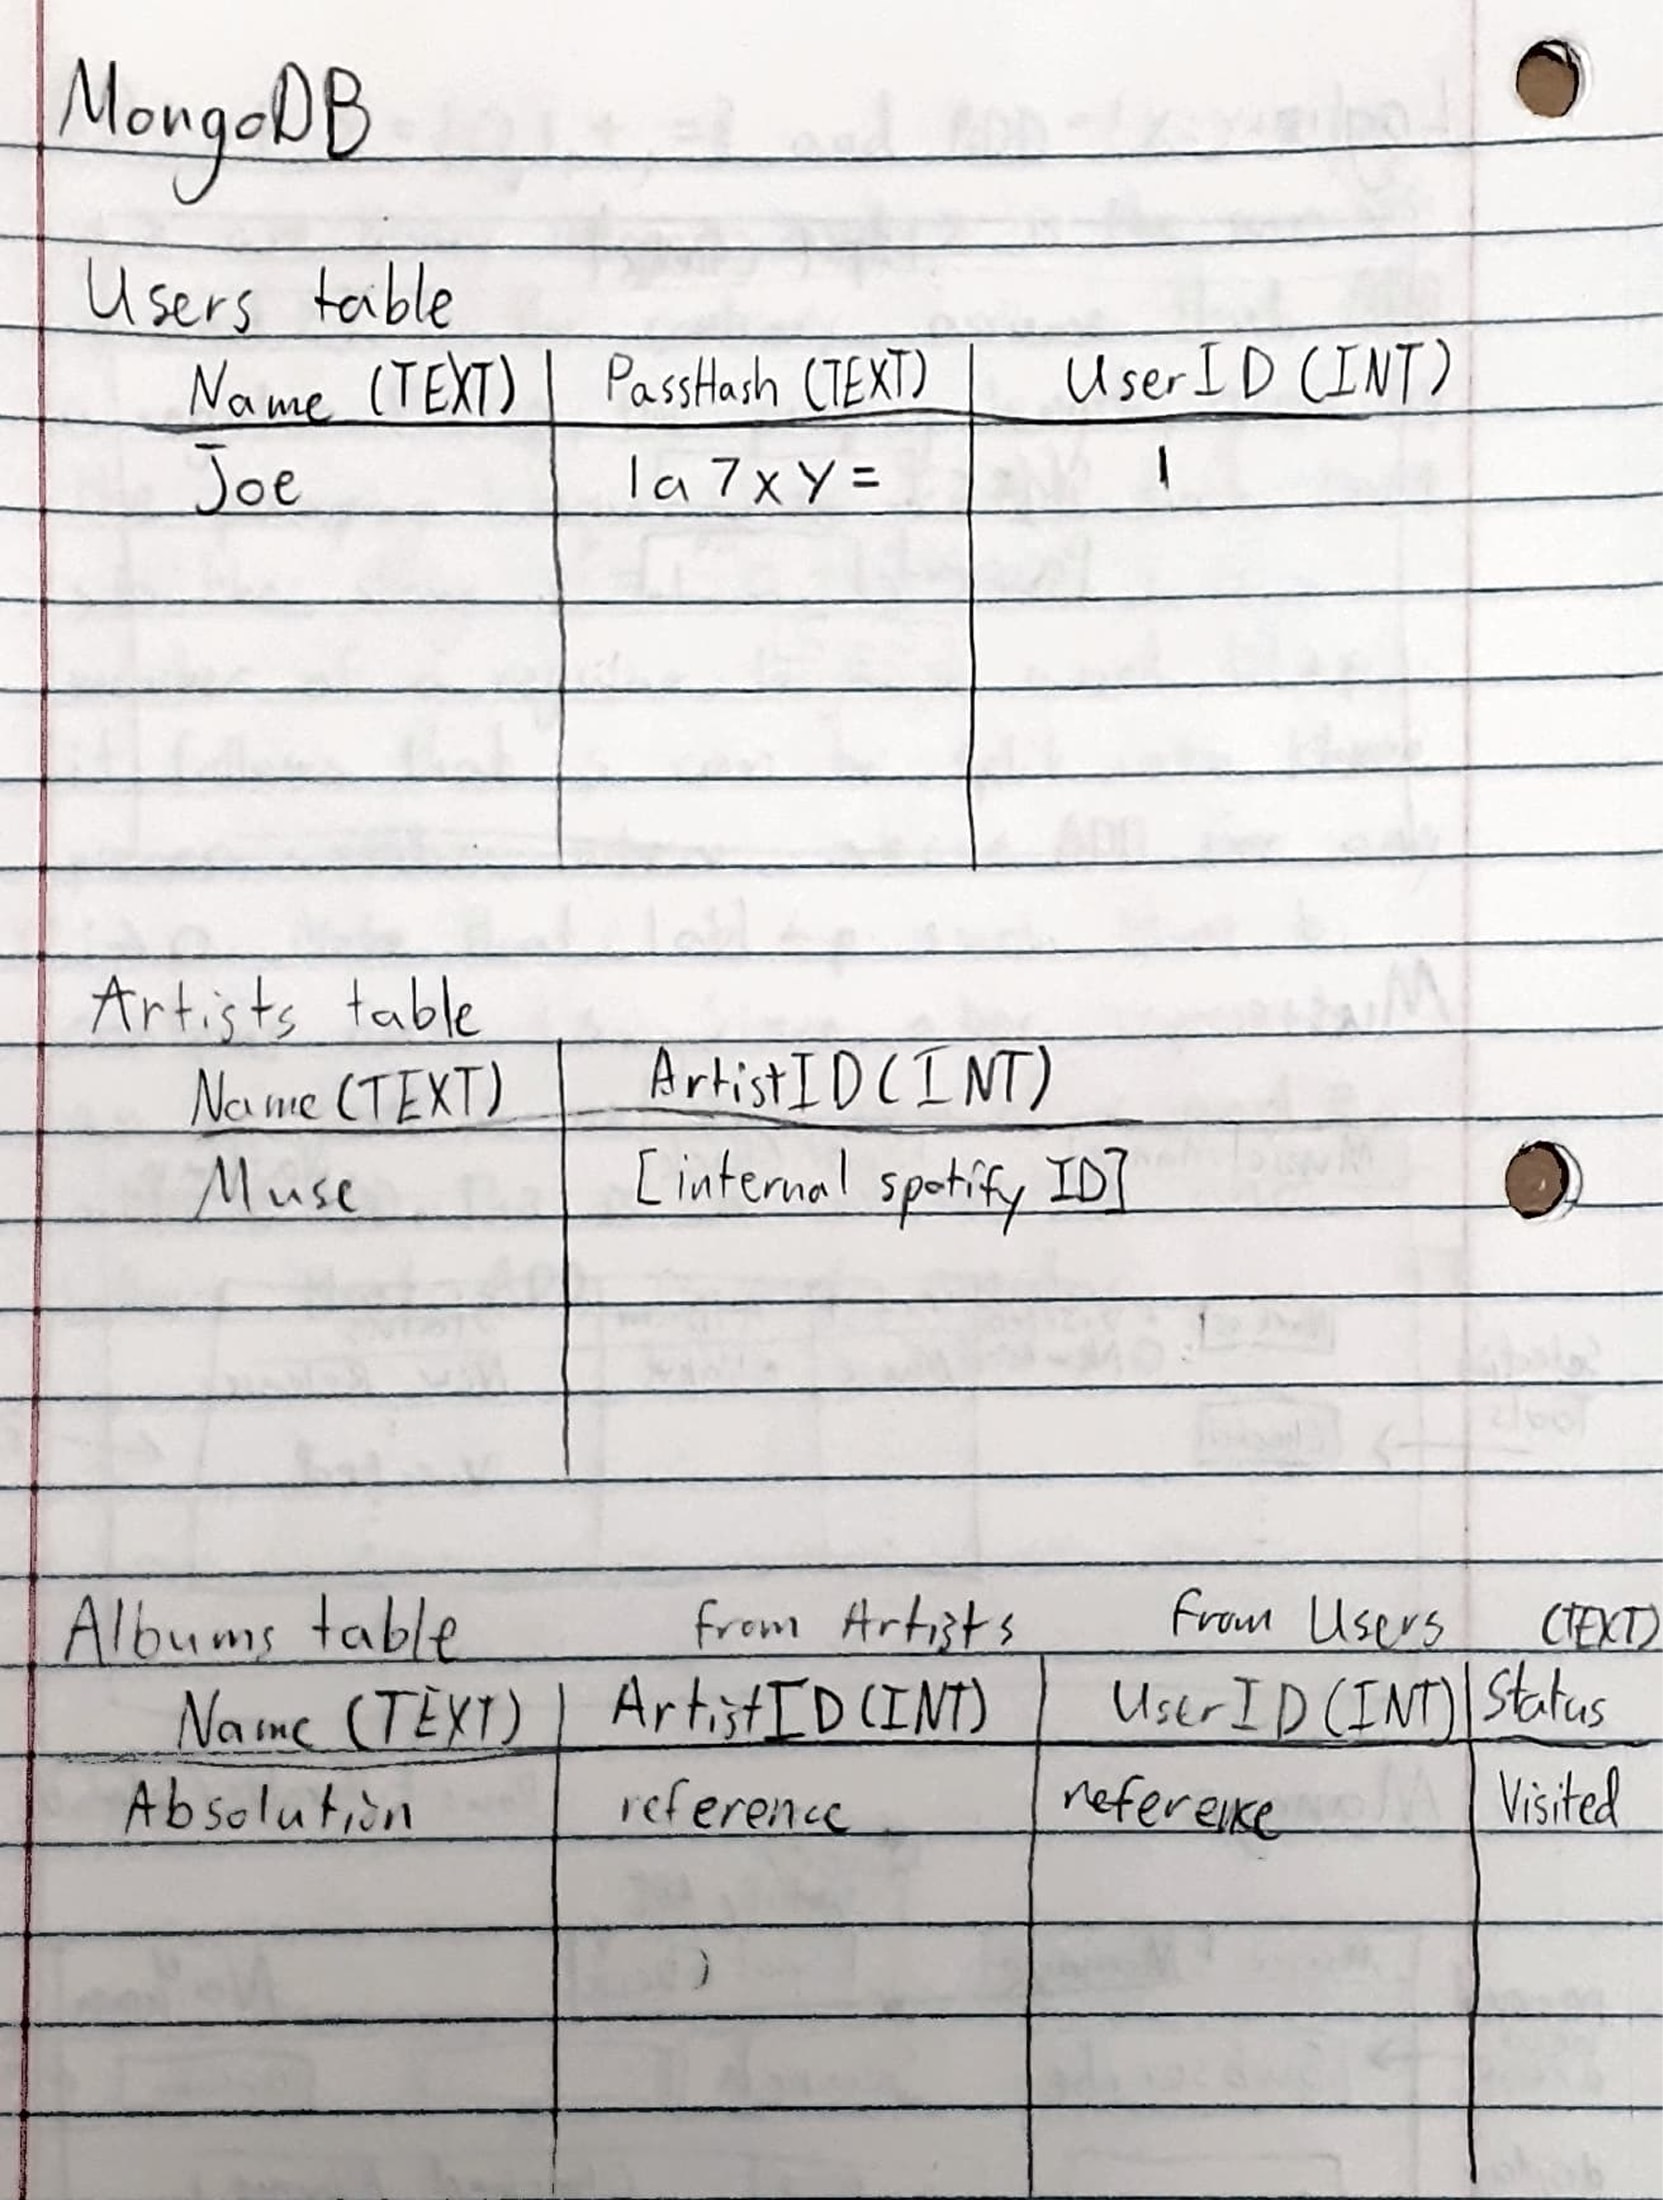 MongoDB
Users table
Name (TEXT) PassHash (TEXT) UserID (INT)
Joe 1a7xy= 1
Artists table
Name (TEXT) ArtistID (INT)
Muse [internal spotify ID]
Albums table from Artists from Users (TEXT)
Name (TEXT) ArtistID (INT) UserID (INT) Status
Absolution reference reference Visited